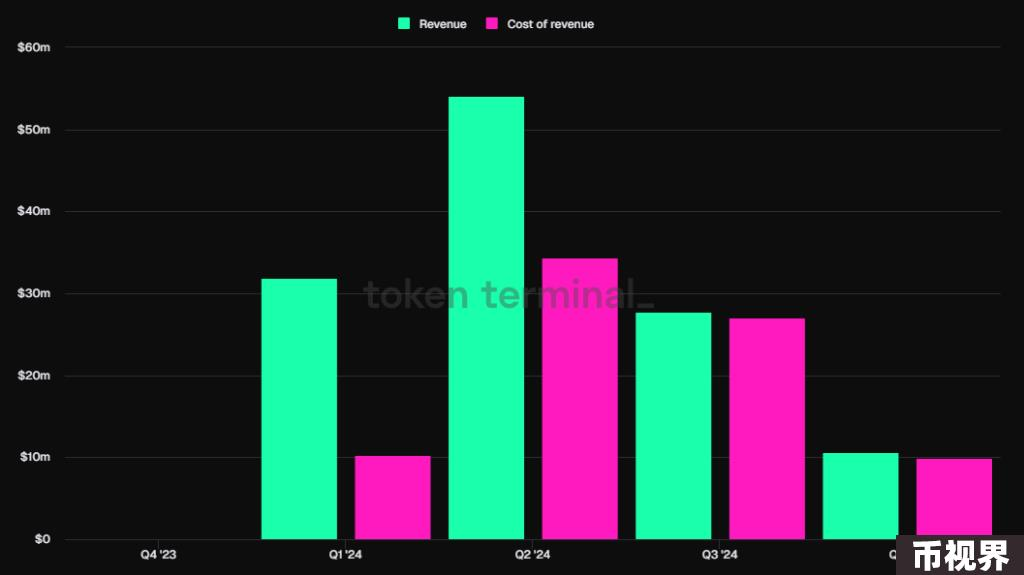 Revenue Cost of revenue
$60m
$50m
$40m
$30m
token terminal_
$20m
$10m
$0
Q4 '23 Q1 '24 Q2 '24 Q3 '24
币视界